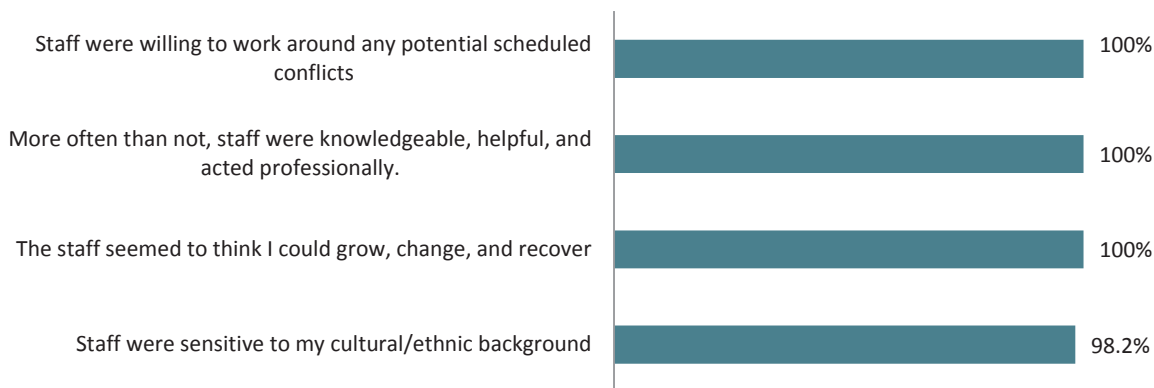 Staff were willing to work around any potential scheduled
conflicts
100%
More often than not, staff were knowledgeable, helpful, and
acted professionally.
100%
The staff seemed to think I could grow, change, and recover
100%
Staff were sensitive to my cultural/ethnic background
98.2%